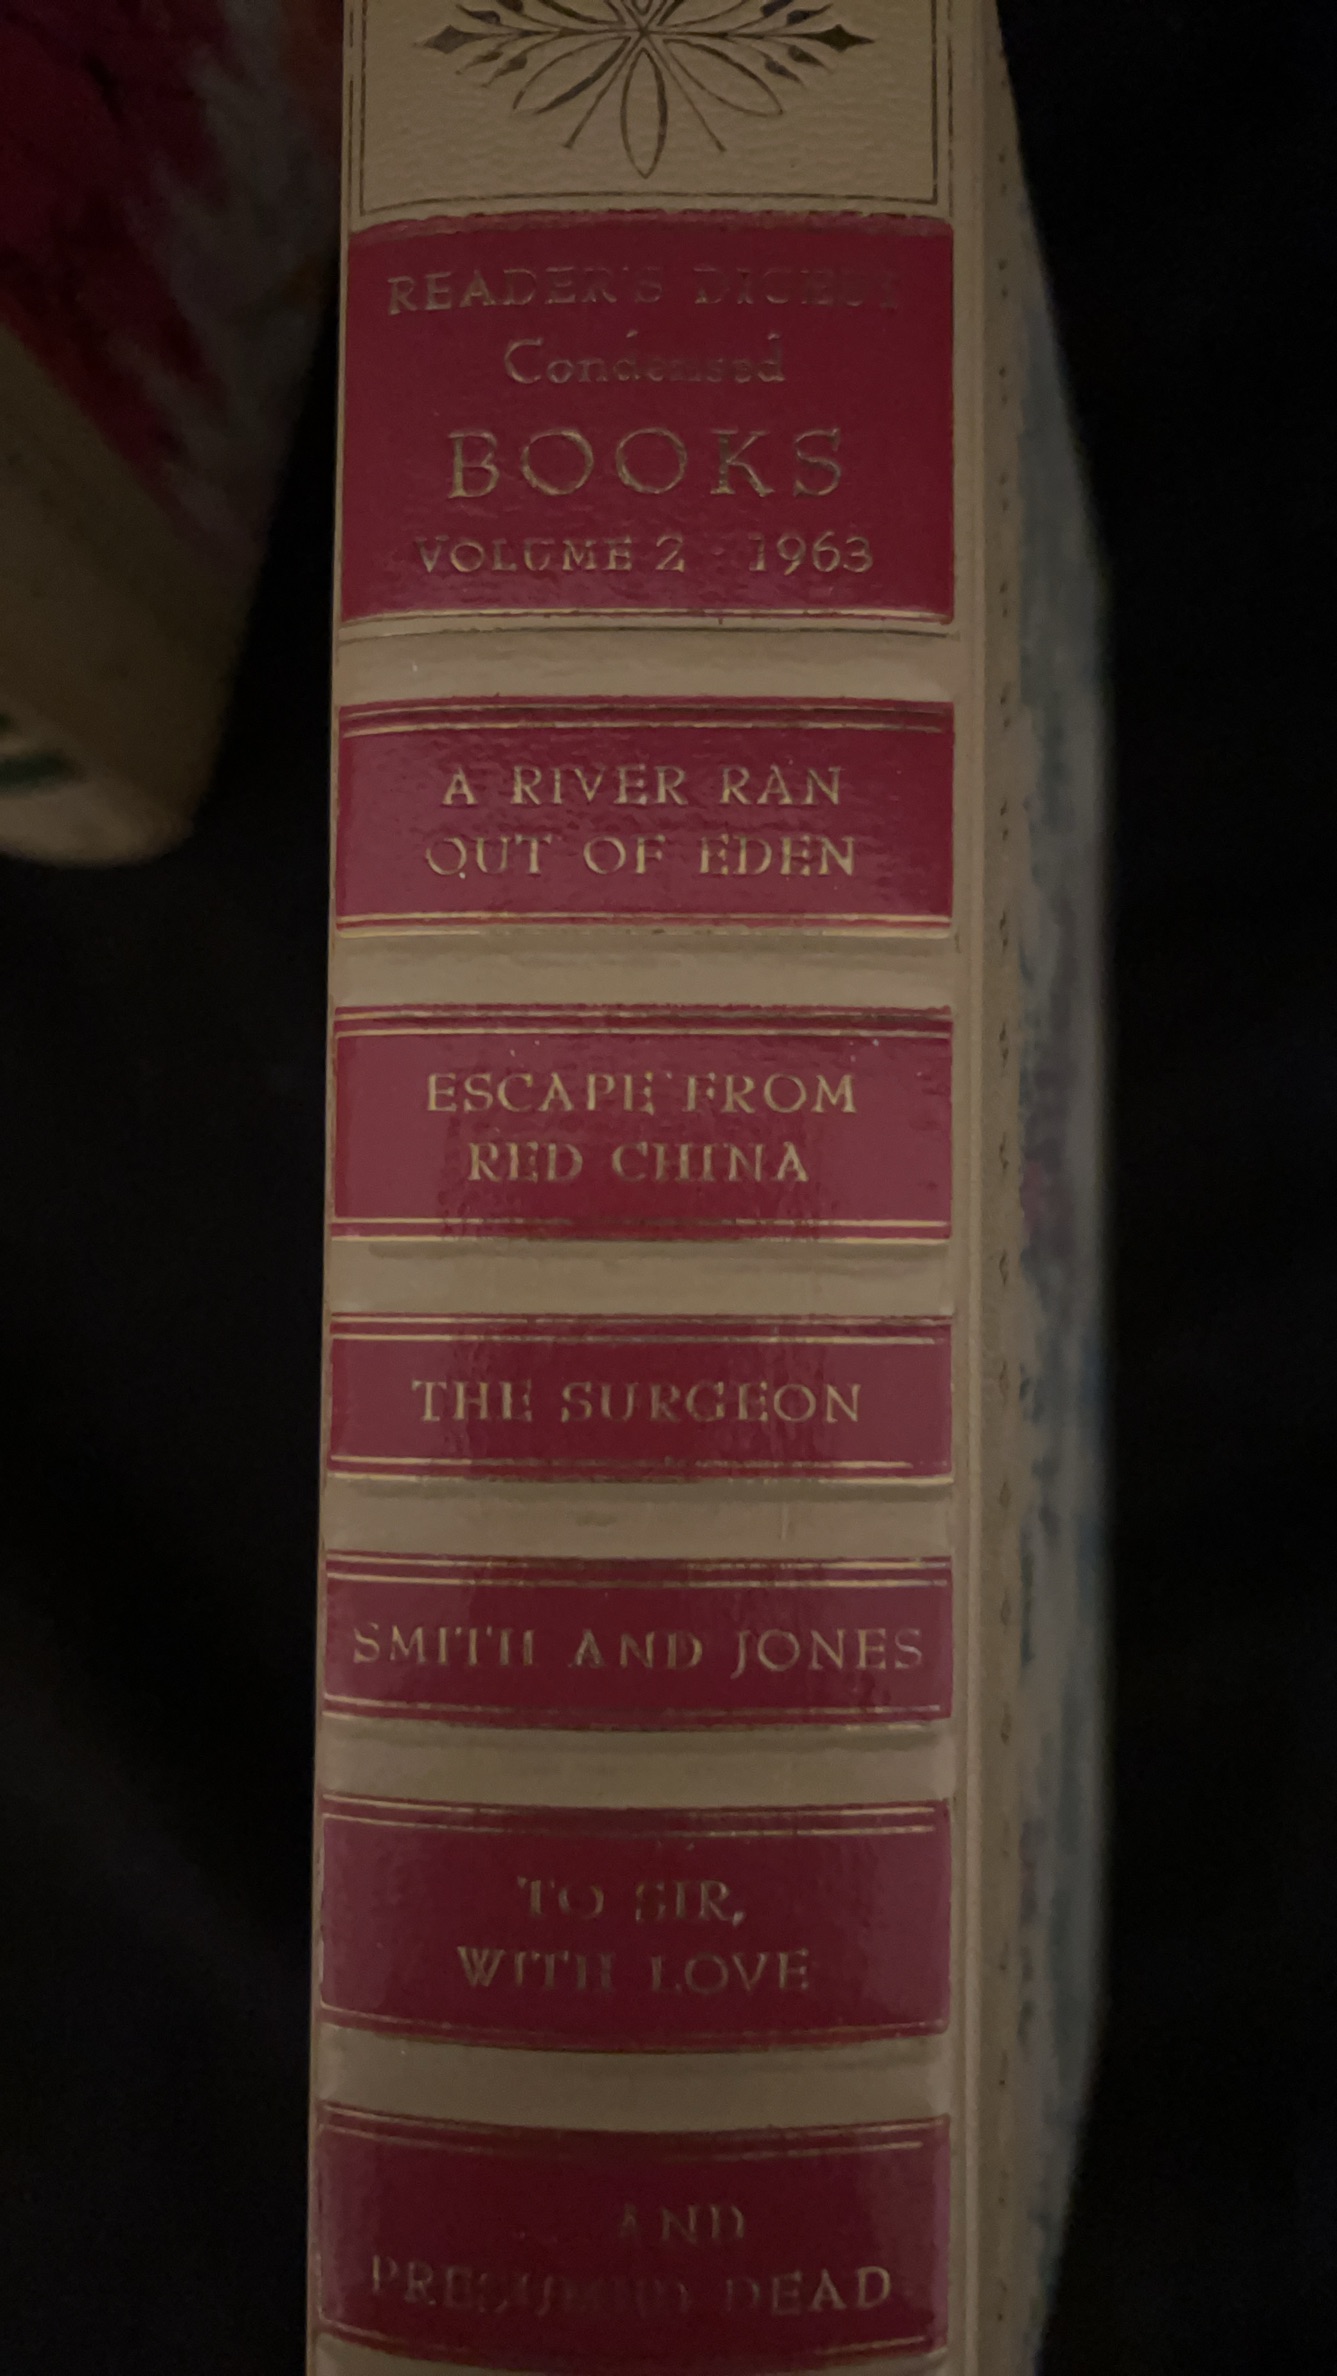 READER'S DIGEST
Condensed
BOOKS
VOLUME 2 - 1963
A RIVER RAN
OUT OF EDEN
ESCAPE FROM
RED CHINA
THE SURGEON
SMITH AND JONES
TO SIR,
WITH LOVE
AND
PRESUMED DEAD